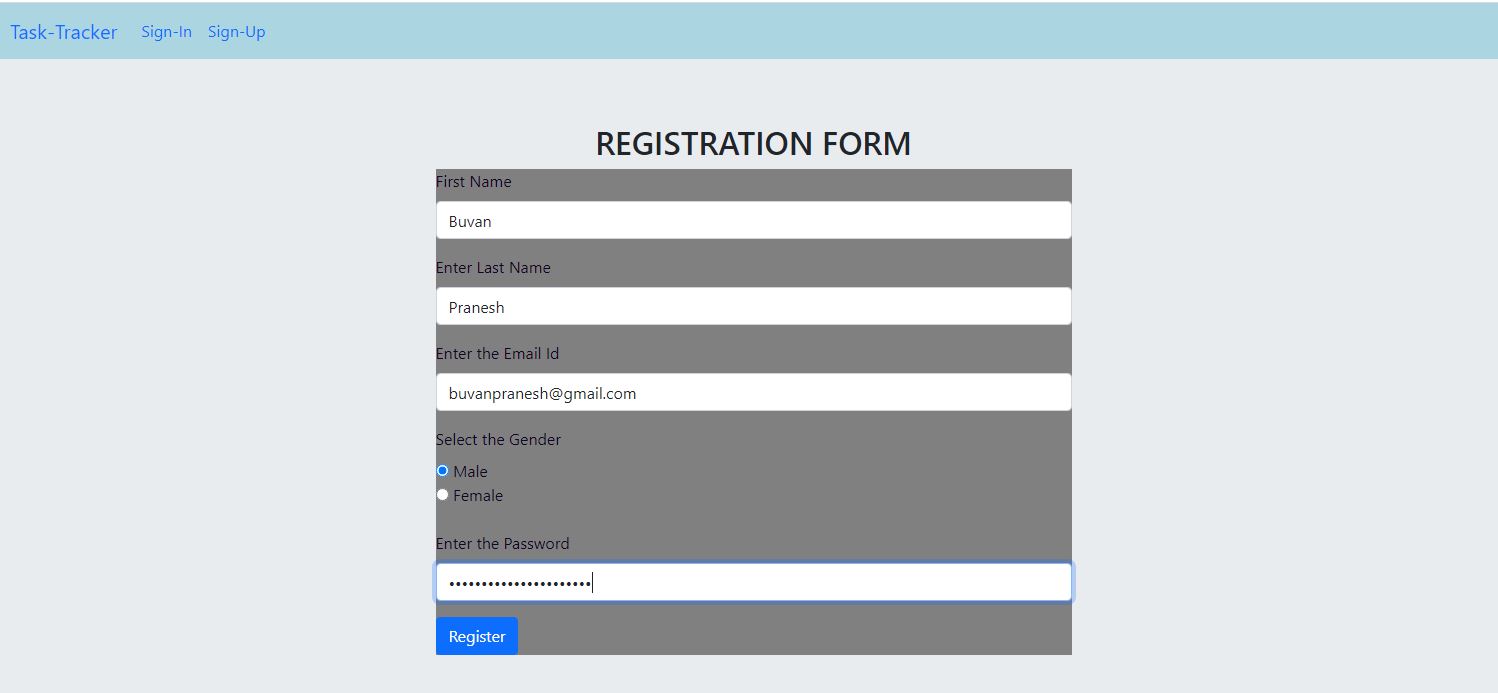 Task-Tracker Sign-In Sign-Up
REGISTRATION FORM
First Name
Buvan
Enter Last Name
Pranesh
Enter the Email Id
buvanpranesh@gmail.com
Select the Gender
Male
Female
Enter the Password
••••••••••••••••••••••
Register